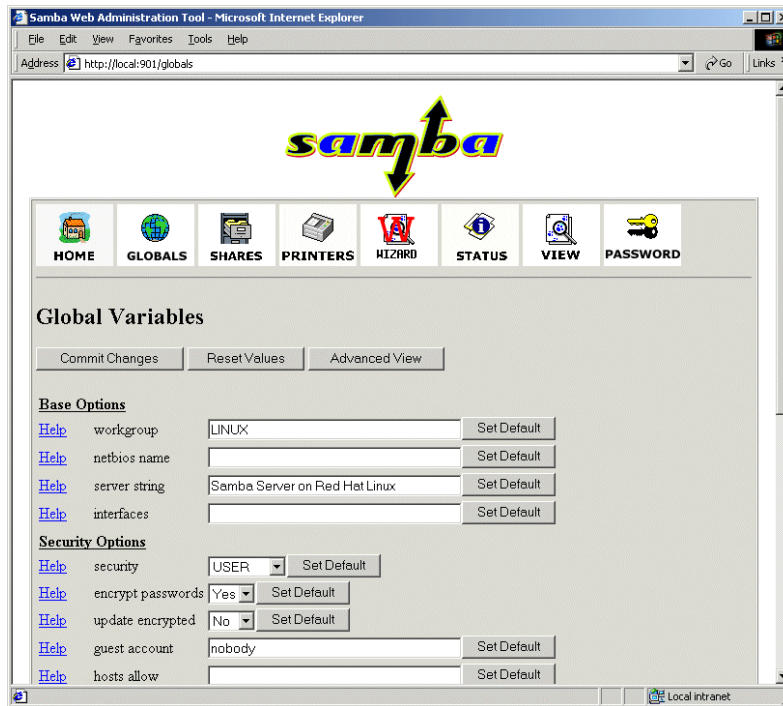 Samba Web Administration Tool - Microsoft Internet Explorer
File Edit View Favorites Tools Help
Address http://local:901/globals Go Links
samba
HOME GLOBALS SHARES PRINTERS WIZARD STATUS VIEW PASSWORD
Global Variables
Commit Changes Reset Values Advanced View
Base Options
Help workgroup LINUX Set Default
Help netbios name Set Default
Help server string Samba Server on Red Hat Linux Set Default
Help interfaces Set Default
Security Options
Help security USER Set Default
Help encrypt passwords Yes Set Default
Help update encrypted No Set Default
Help guest account nobody Set Default
Help hosts allow Set Default
Local intranet